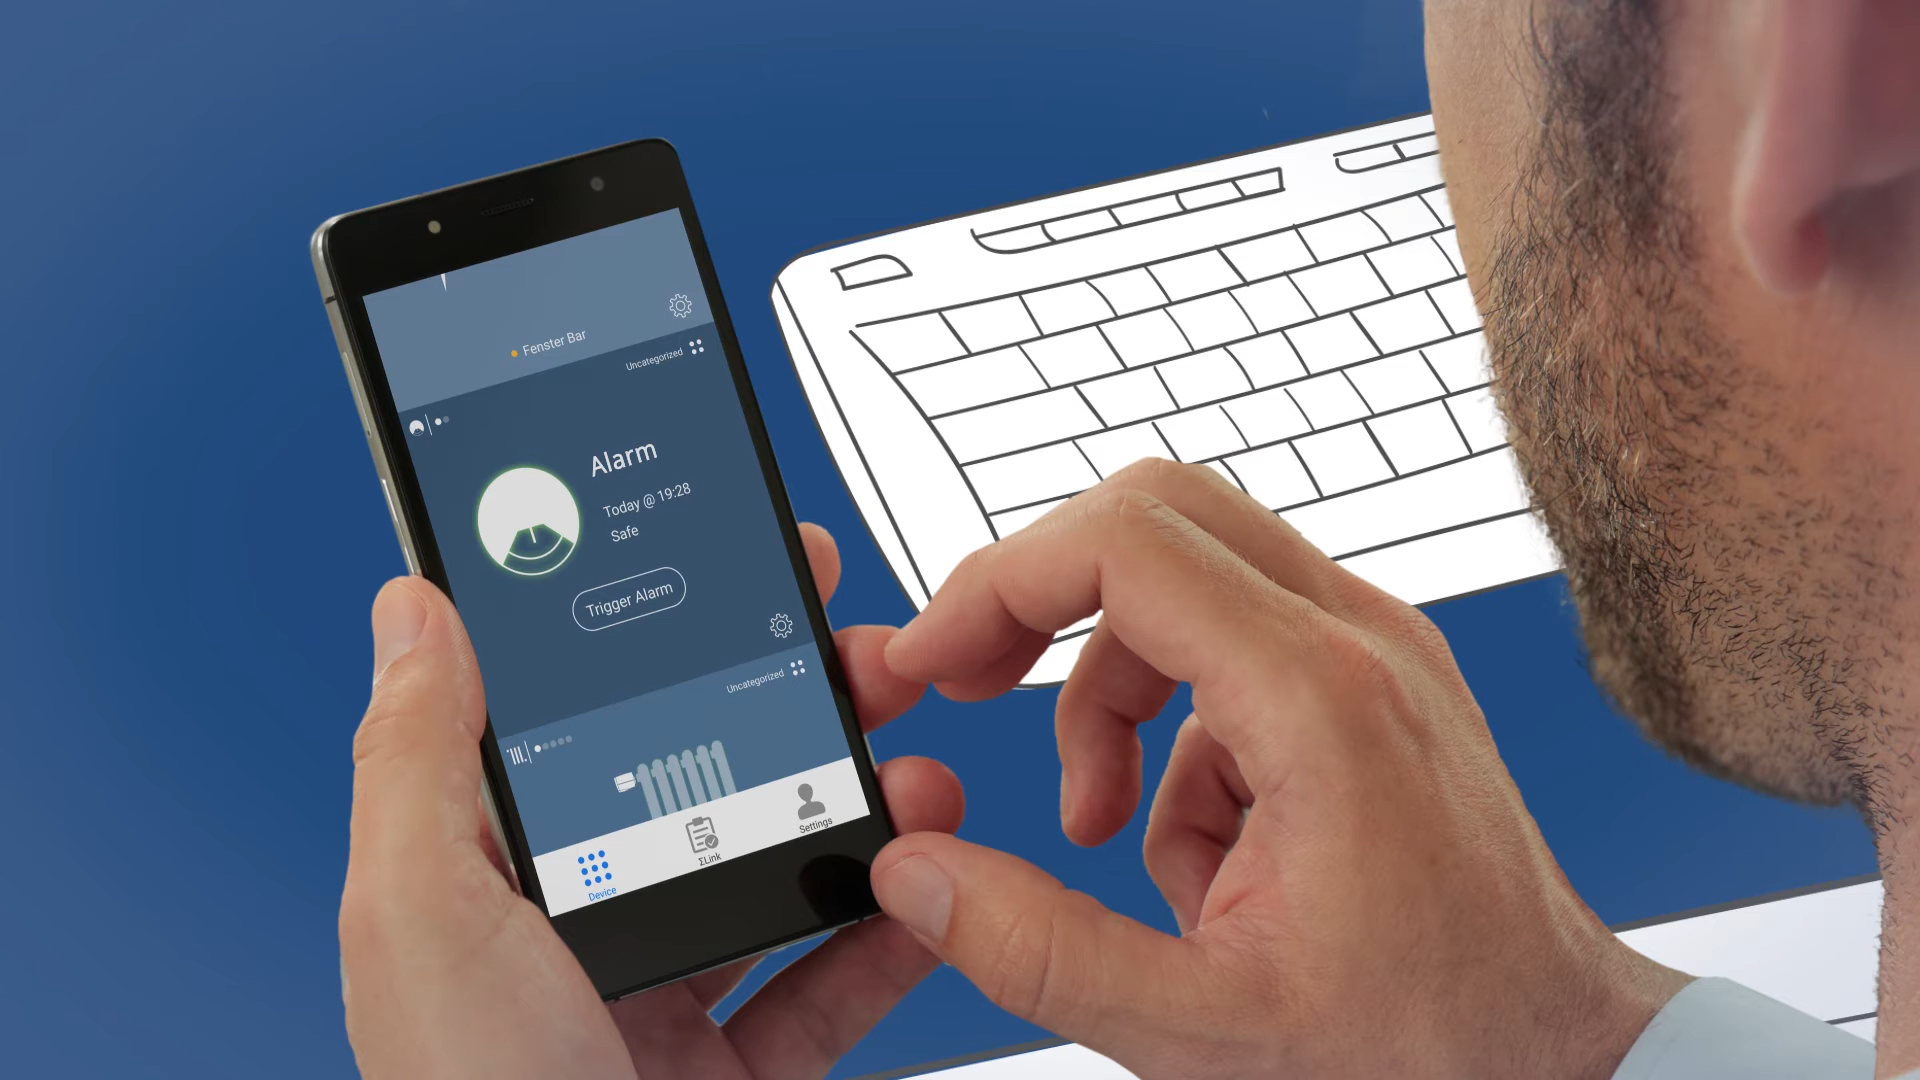 Fenster Bar
Uncategorized
Alarm
Today @ 19:28
Safe
Trigger Alarm
Uncategorized
Device
ΣLink
Settings